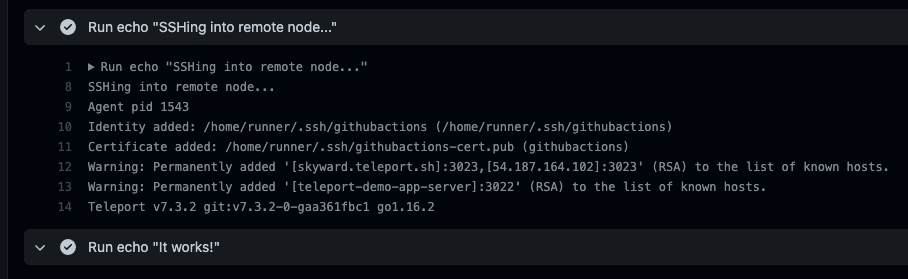 Run echo "SSHing into remote node..."
1 ▶ Run echo "SSHing into remote node..."
8 SSHing into remote node...
9 Agent pid 1543
10 Identity added: /home/runner/.ssh/githubactions (/home/runner/.ssh/githubactions)
11 Certificate added: /home/runner/.ssh/githubactions-cert.pub (githubactions)
12 Warning: Permanently added '[skyward.teleport.sh]:3023,[54.187.164.102]:3023' (RSA) to the list of known hosts.
13 Warning: Permanently added '[teleport-demo-app-server]:3022' (RSA) to the list of known hosts.
14 Teleport v7.3.2 git:v7.3.2-0-gaa361fbc1 go1.16.2
Run echo "It works!"